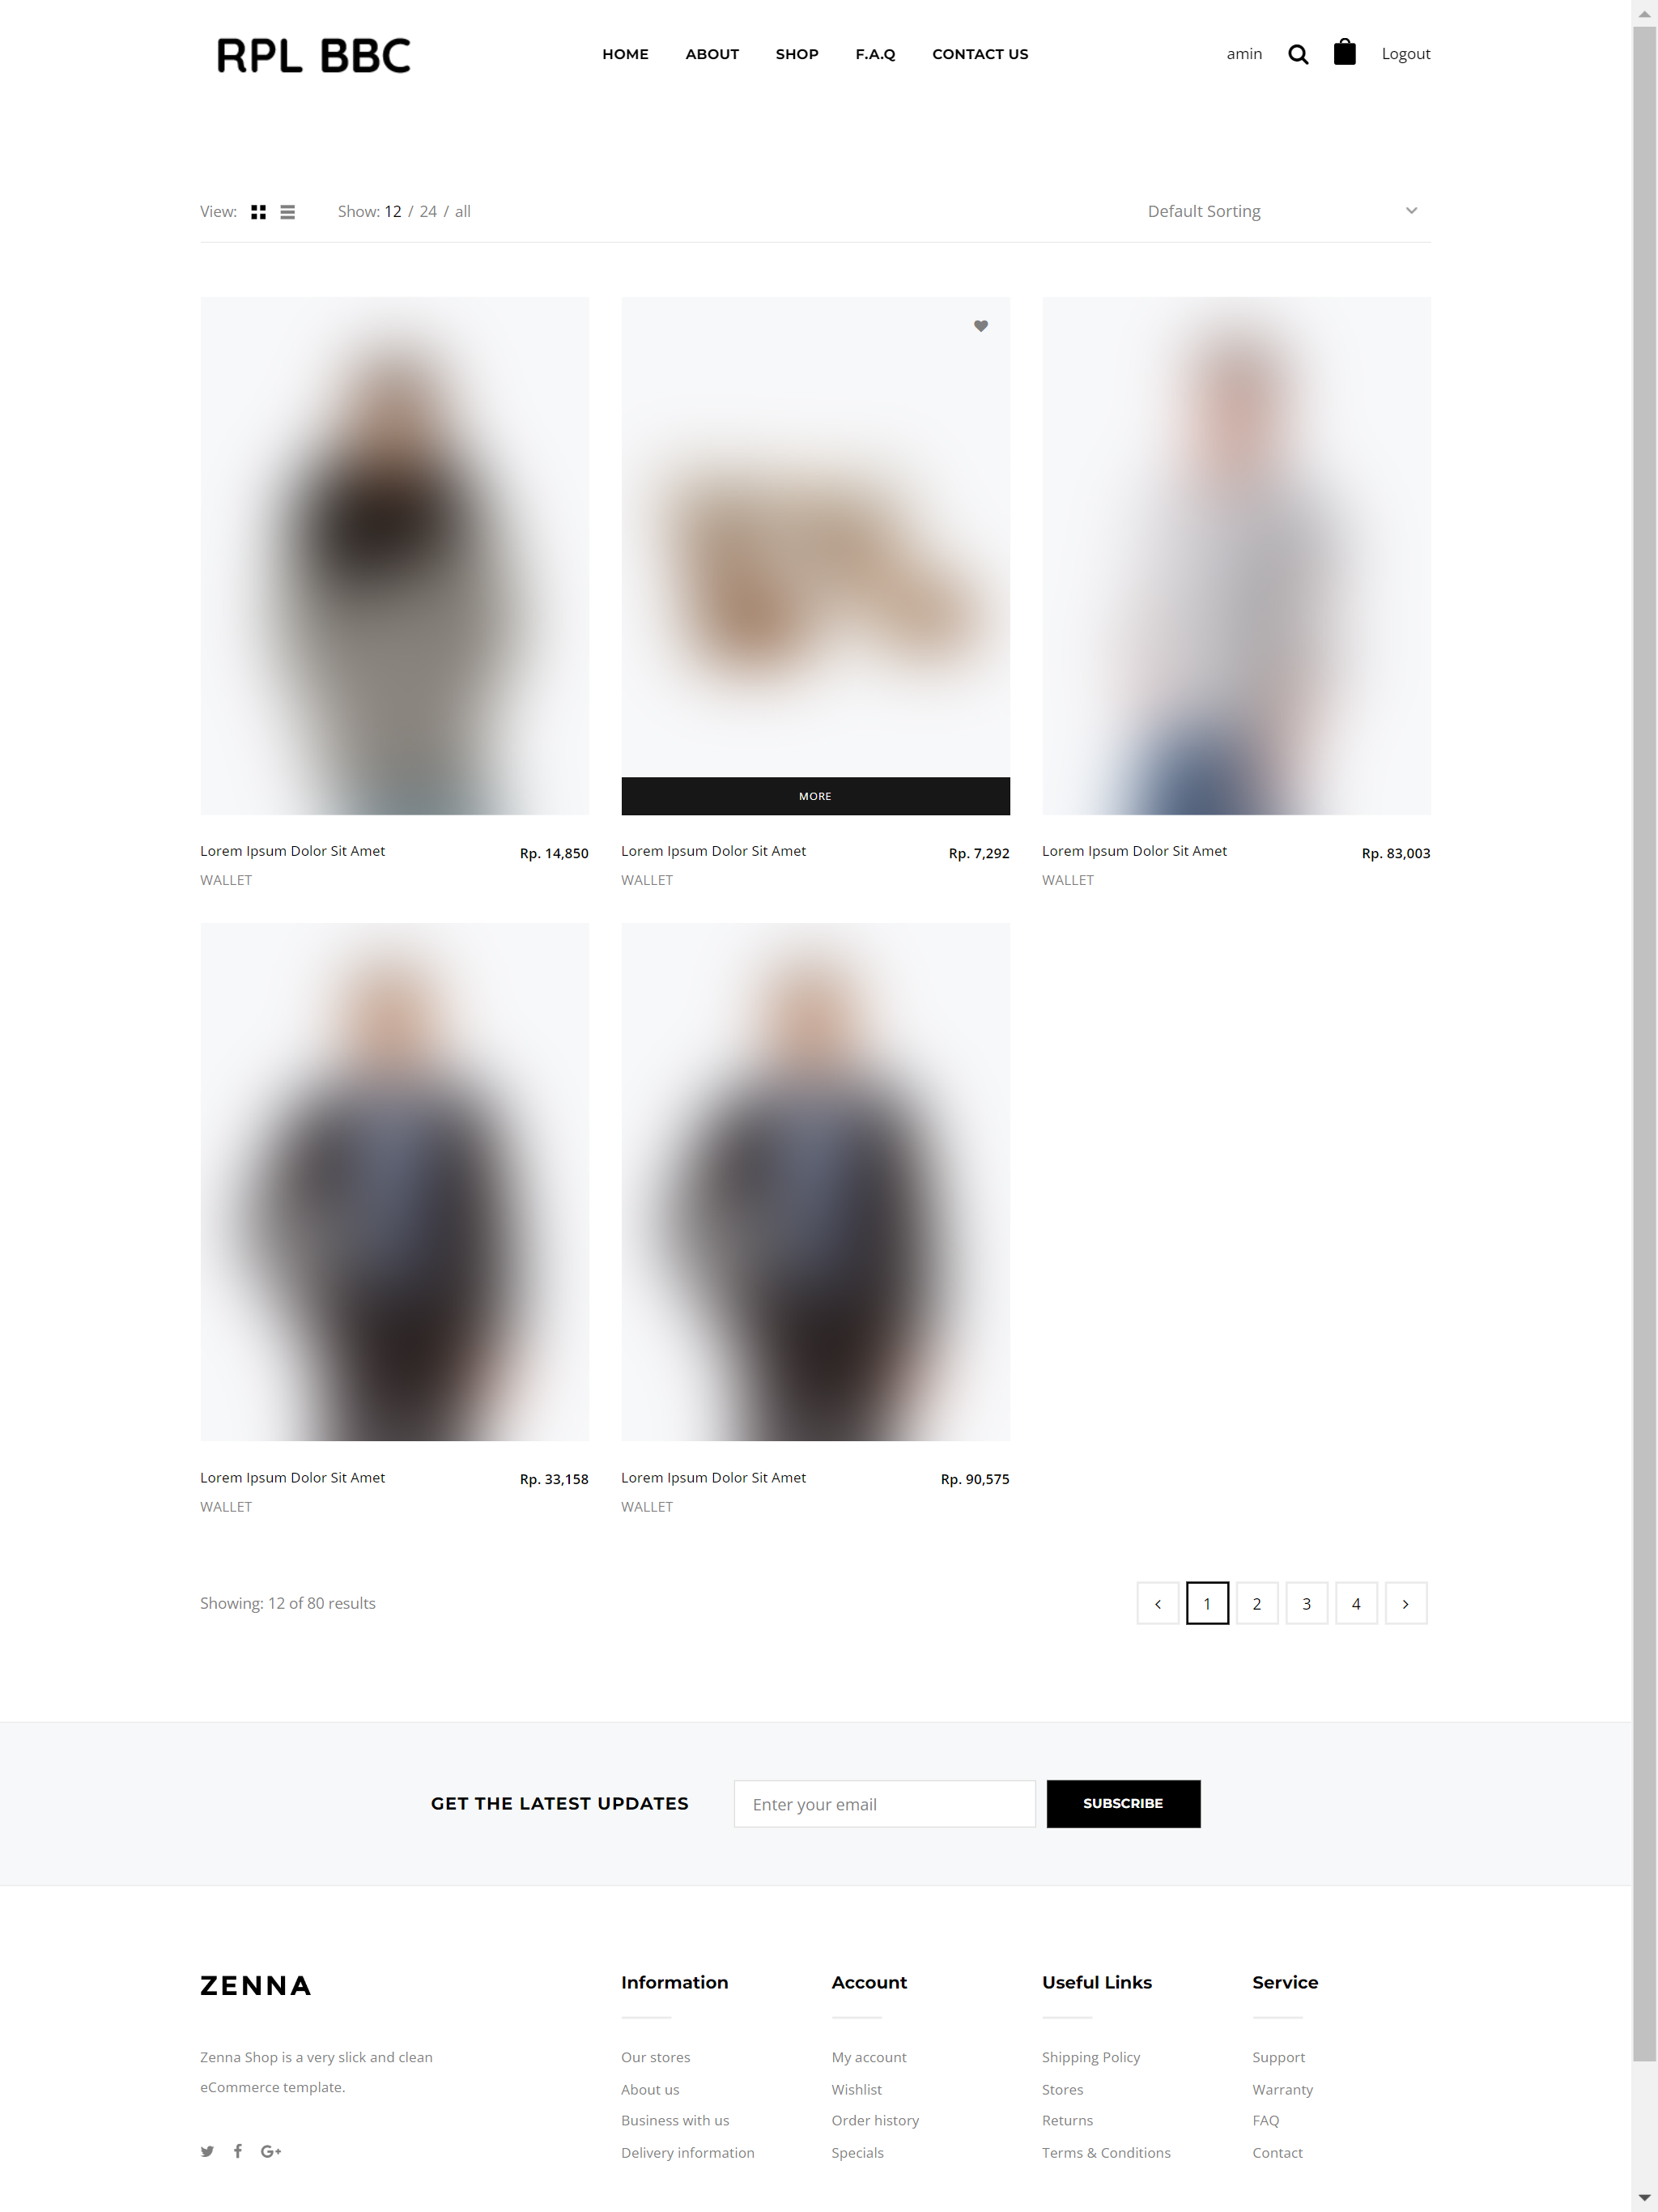 RPL BBC
HOME ABOUT SHOP F.A.Q CONTACT US
amin Logout
View: Show: 12 / 24 / all
Default Sorting
MORE
Lorem Ipsum Dolor Sit Amet Rp. 14,850
WALLET
Lorem Ipsum Dolor Sit Amet Rp. 7,292
WALLET
Lorem Ipsum Dolor Sit Amet Rp. 83,003
WALLET
Lorem Ipsum Dolor Sit Amet Rp. 33,158
WALLET
Lorem Ipsum Dolor Sit Amet Rp. 90,575
WALLET
Showing: 12 of 80 results
1 2 3 4
GET THE LATEST UPDATES
Enter your email
SUBSCRIBE
ZENNA
Zenna Shop is a very slick and clean
eCommerce template.
Information
Our stores
About us
Business with us
Delivery information
Account
My account
Wishlist
Order history
Specials
Useful Links
Shipping Policy
Stores
Returns
Terms & Conditions
Service
Support
Warranty
FAQ
Contact